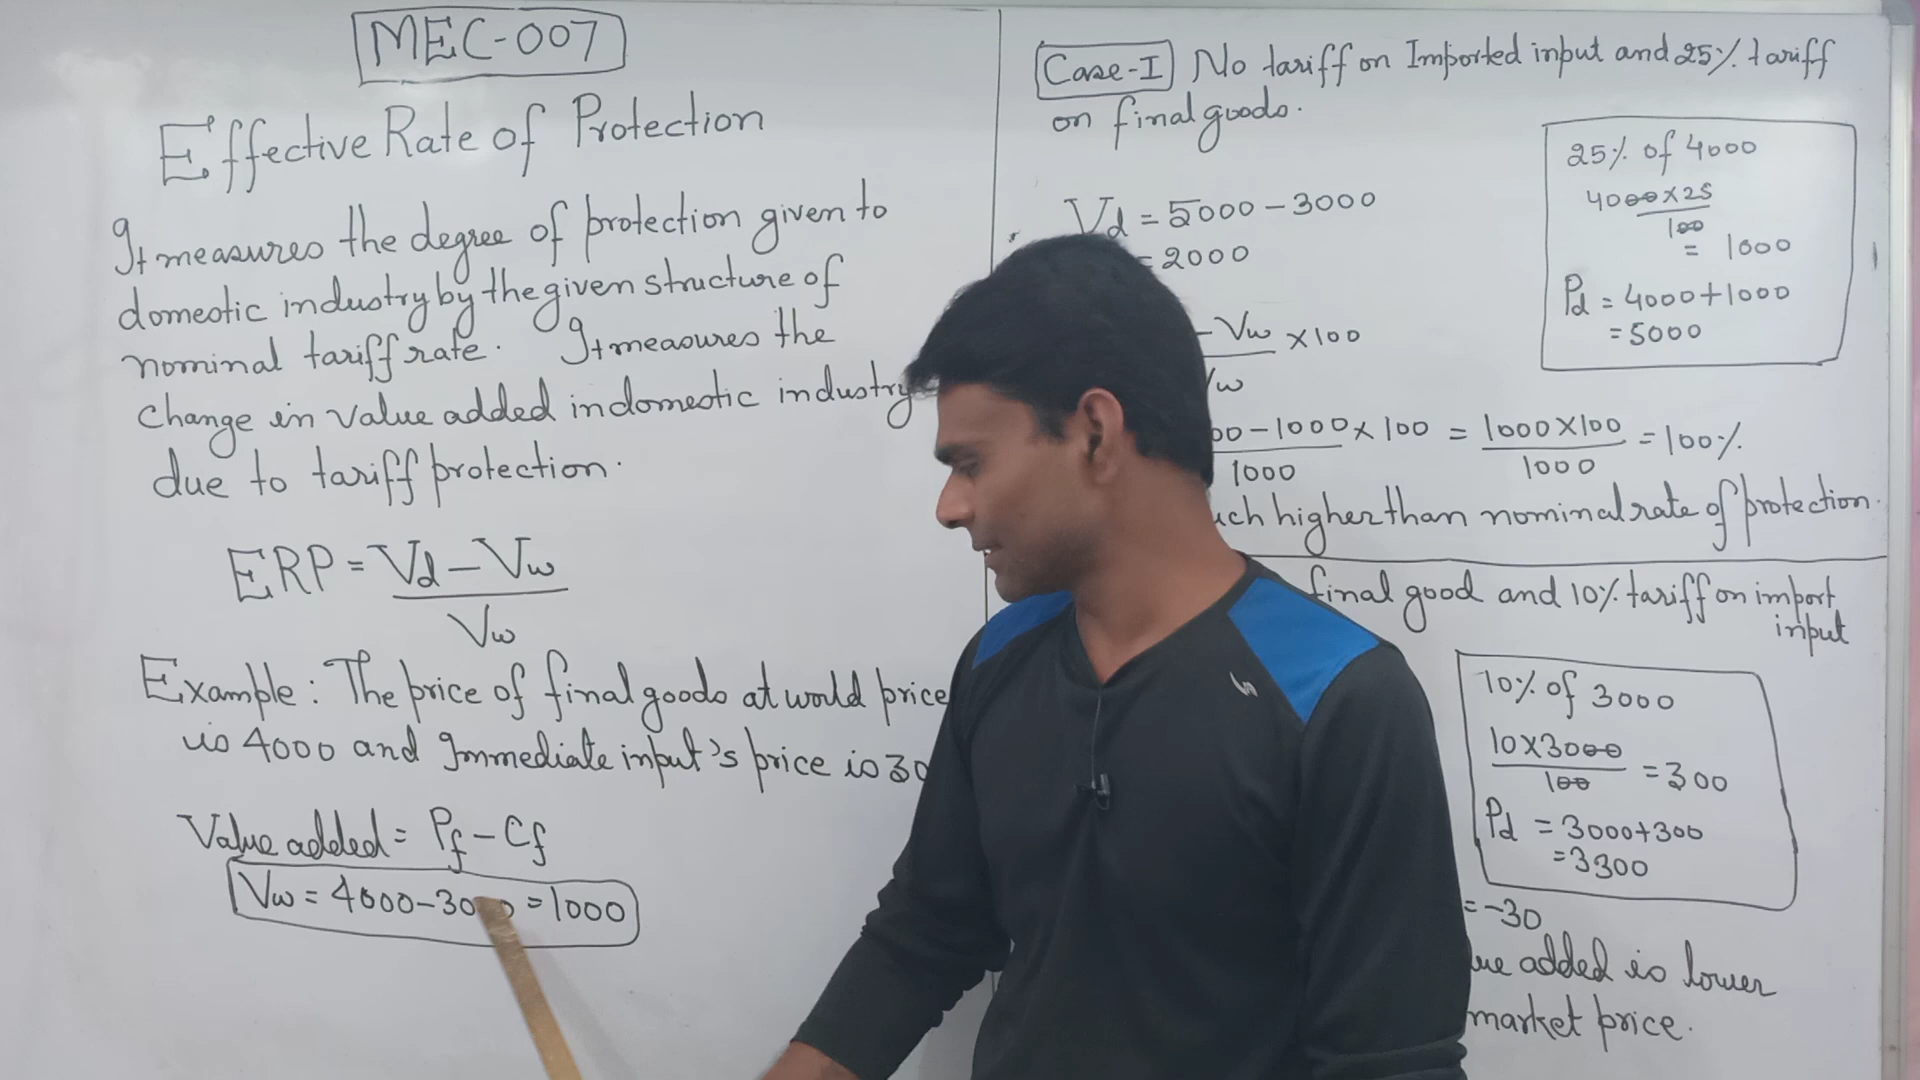 MEC-007
Effective Rate of Protection
It measures the degree of protection given to
domestic industry by the given structure of
nominal tariff rate. It measures the
change in value added in domestic industry
due to tariff protection.
ERP = Vd - Vw
Vw
Example: The price of final goods at would price
is 4000 and Immediate input's price is 30
Value added = Pf - Cf
Vw = 4000 - 3000 = 1000
Case-I No tariff on Imported input and 25% tariff
on final goods.
Vd = 5000 - 3000
= 2000
- Vw × 100
Vw
00 - 1000 × 100 = 1000 × 100 = 100%
1000 1000
higher than nominal rate of protection.
25% of 4000
4000 × 25
100
= 1000
Pd = 4000 + 1000
= 5000
final good and 10% tariff on import
input
10% of 3000
10 × 3000 = 300
100
Pd = 3000 + 300
= 3300
= -30
added is lower
market price.